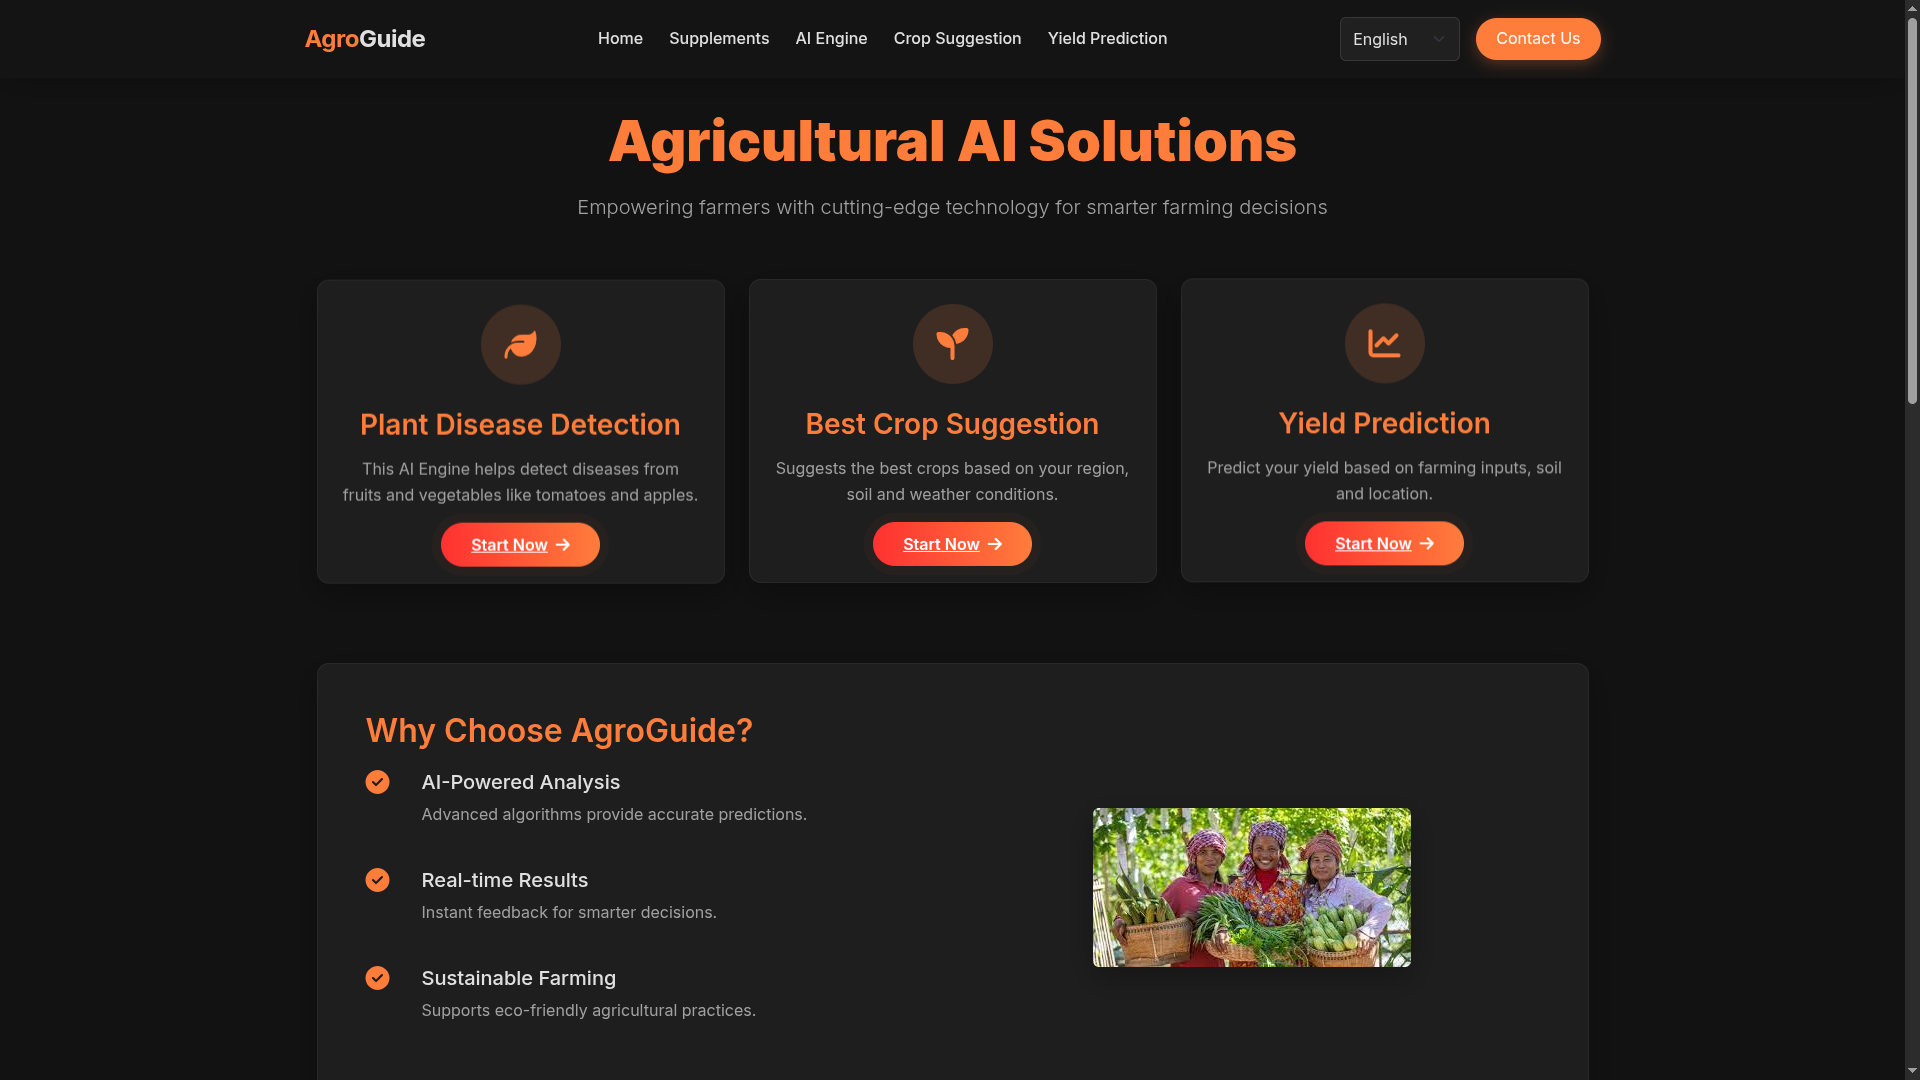 AgroGuide
Home
Supplements
AI Engine
Crop Suggestion
Yield Prediction
English
Contact Us
Agricultural AI Solutions
Empowering farmers with cutting-edge technology for smarter farming decisions
Plant Disease Detection
This AI Engine helps detect diseases from
fruits and vegetables like tomatoes and apples.
Start Now
Best Crop Suggestion
Suggests the best crops based on your region,
soil and weather conditions.
Start Now
Yield Prediction
Predict your yield based on farming inputs, soil
and location.
Start Now
Why Choose AgroGuide?
AI-Powered Analysis
Advanced algorithms provide accurate predictions.
Real-time Results
Instant feedback for smarter decisions.
Sustainable Farming
Supports eco-friendly agricultural practices.